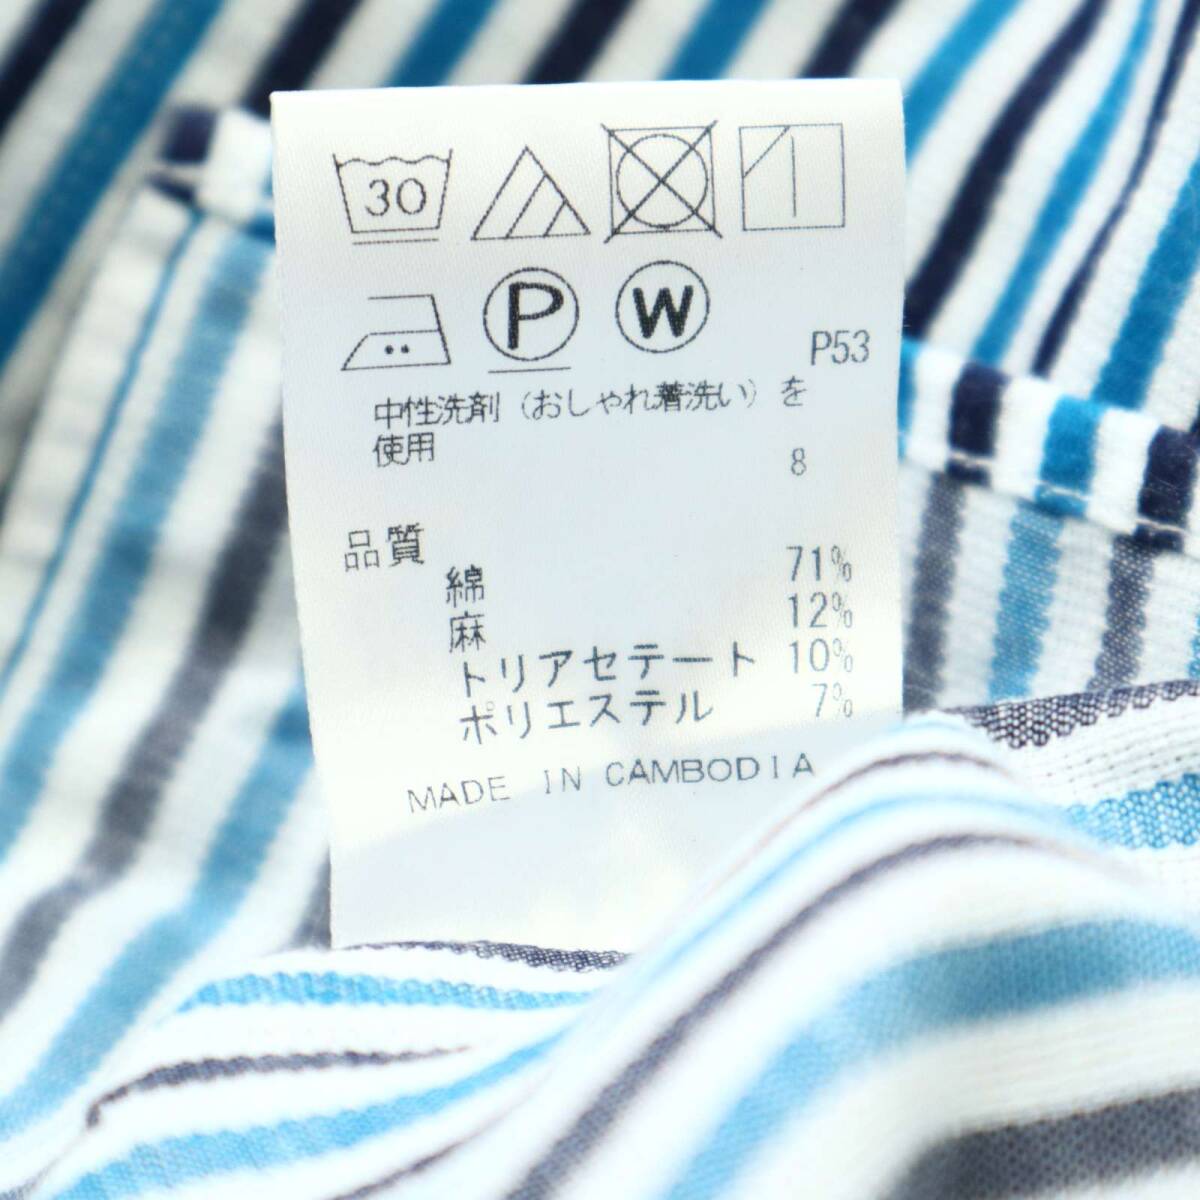 30
P W
P53
中性洗剤（おしゃれ着洗い）を
使用
8
品質
綿 71%
麻 12%
トリアセテート 10%
ポリエステル 7%
MADE IN CAMBODIA